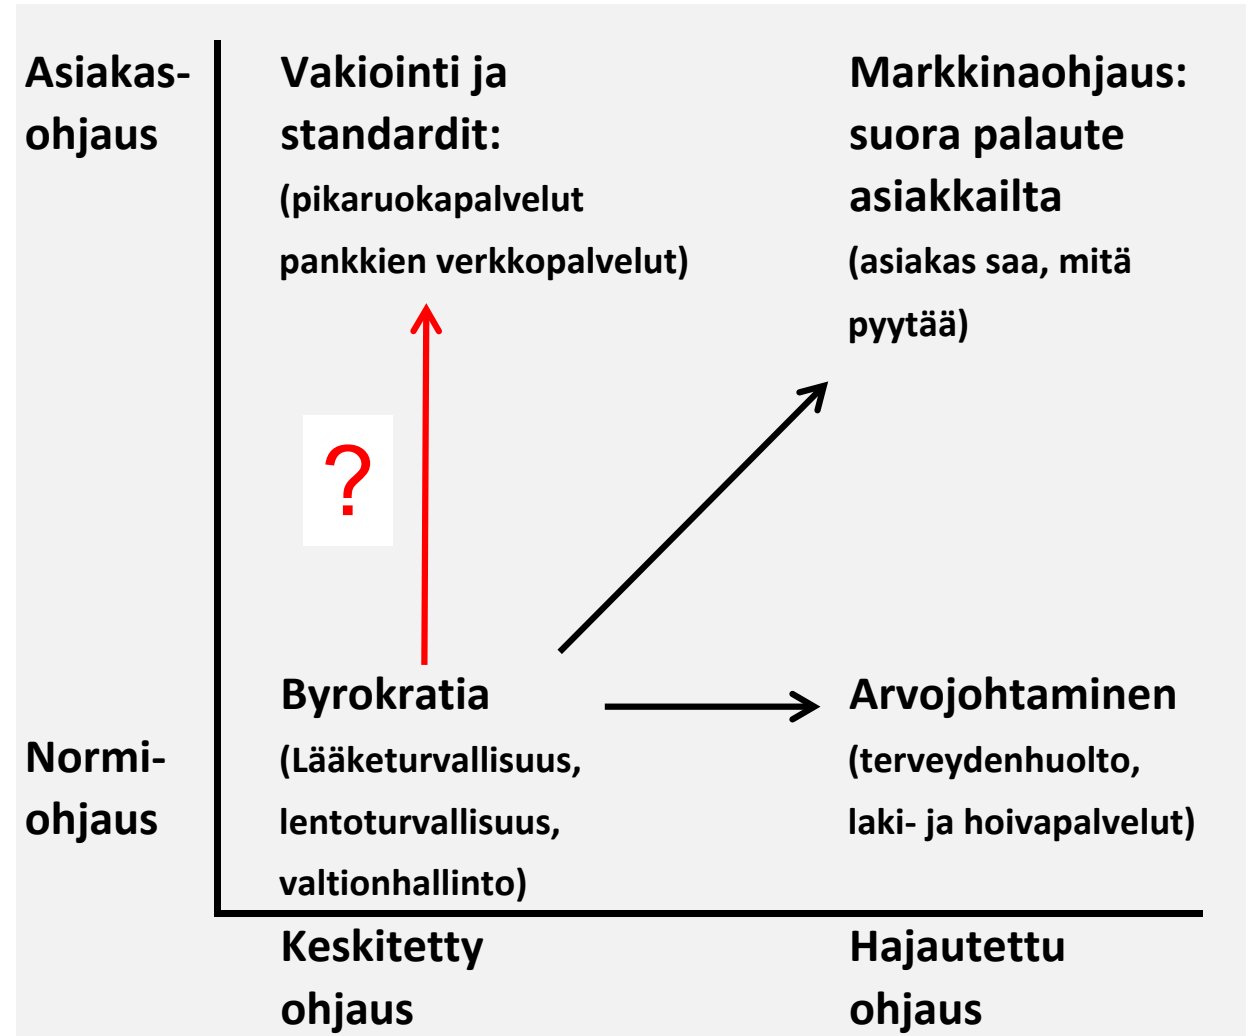 Asiakas-
ohjaus
Vakiointi ja
standardit:
(pikaruokapalvelut
pankkien verkkopalvelut)
Markkinaohjaus:
suora palaute
asiakkailta
(asiakas saa, mitä
pyytää)
?
Byrokratia
(Lääketurvallisuus,
lentoturvallisuus,
valtionhallinto)
Arvojohtaminen
(terveydenhuolto,
laki- ja hoivapalvelut)
Normi-
ohjaus
Keskitetty
ohjaus
Hajautettu
ohjaus